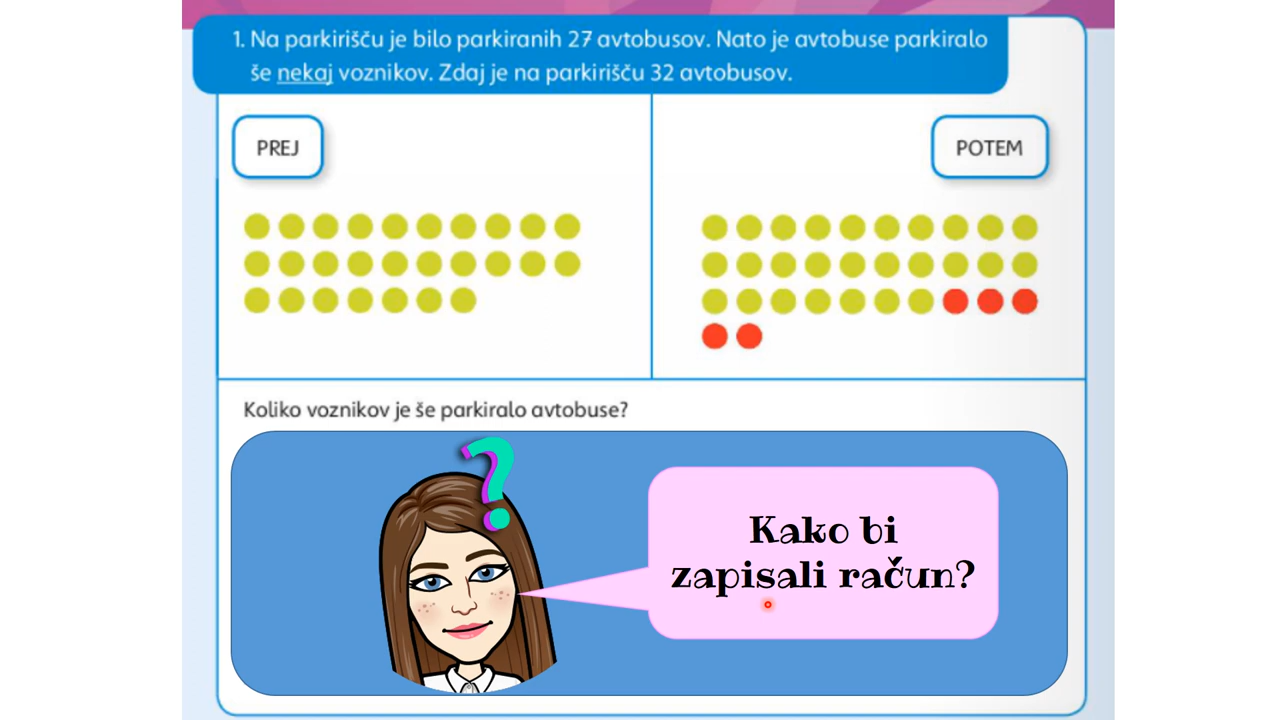 1. Na parkirišču je bilo parkiranih 27 avtobusov. Nato je avtobuse parkiralo
še nekaj voznikov. Zdaj je na parkirišču 32 avtobusov.
PREJ
POTEM
Koliko voznikov je še parkiralo avtobuse?
?
Kako bi
zapisali račun?